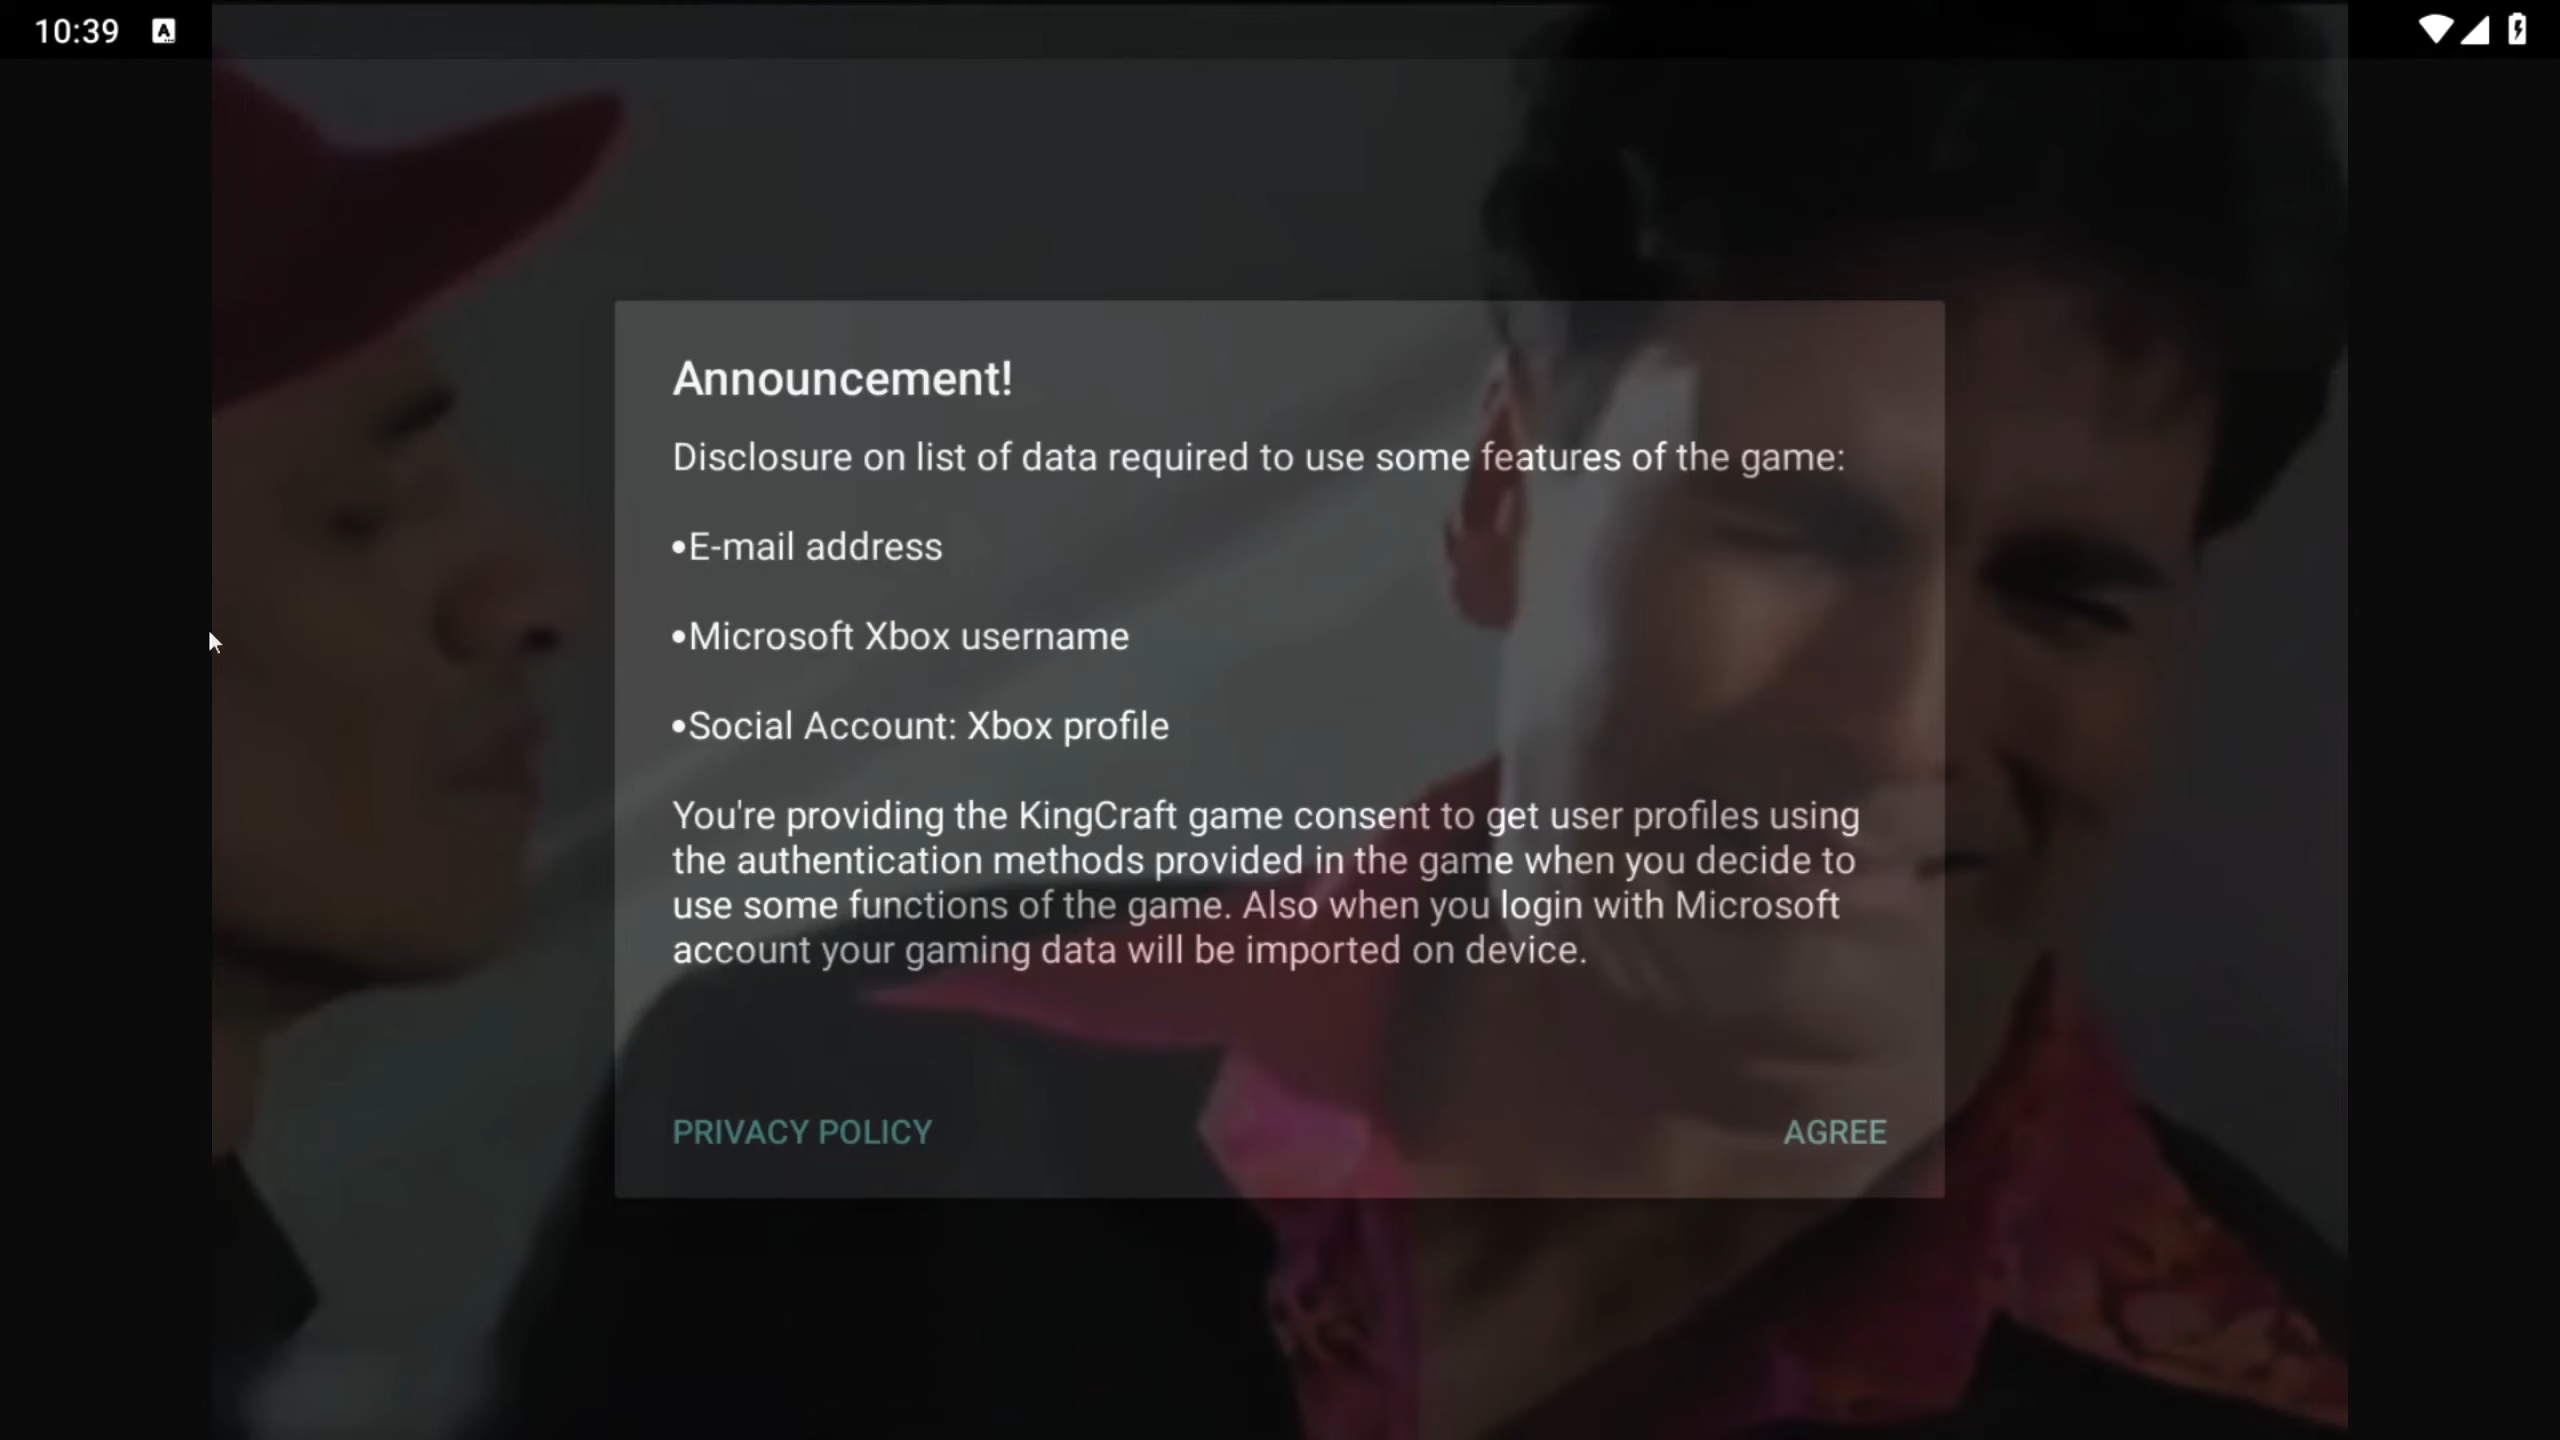 10:39
A
Announcement!
Disclosure on list of data required to use some features of the game:
•E-mail address
•Microsoft Xbox username
•Social Account: Xbox profile
You're providing the KingCraft game consent to get user profiles using
the authentication methods provided in the game when you decide to
use some functions of the game. Also when you login with Microsoft
account your gaming data will be imported on device.
PRIVACY POLICY
AGREE